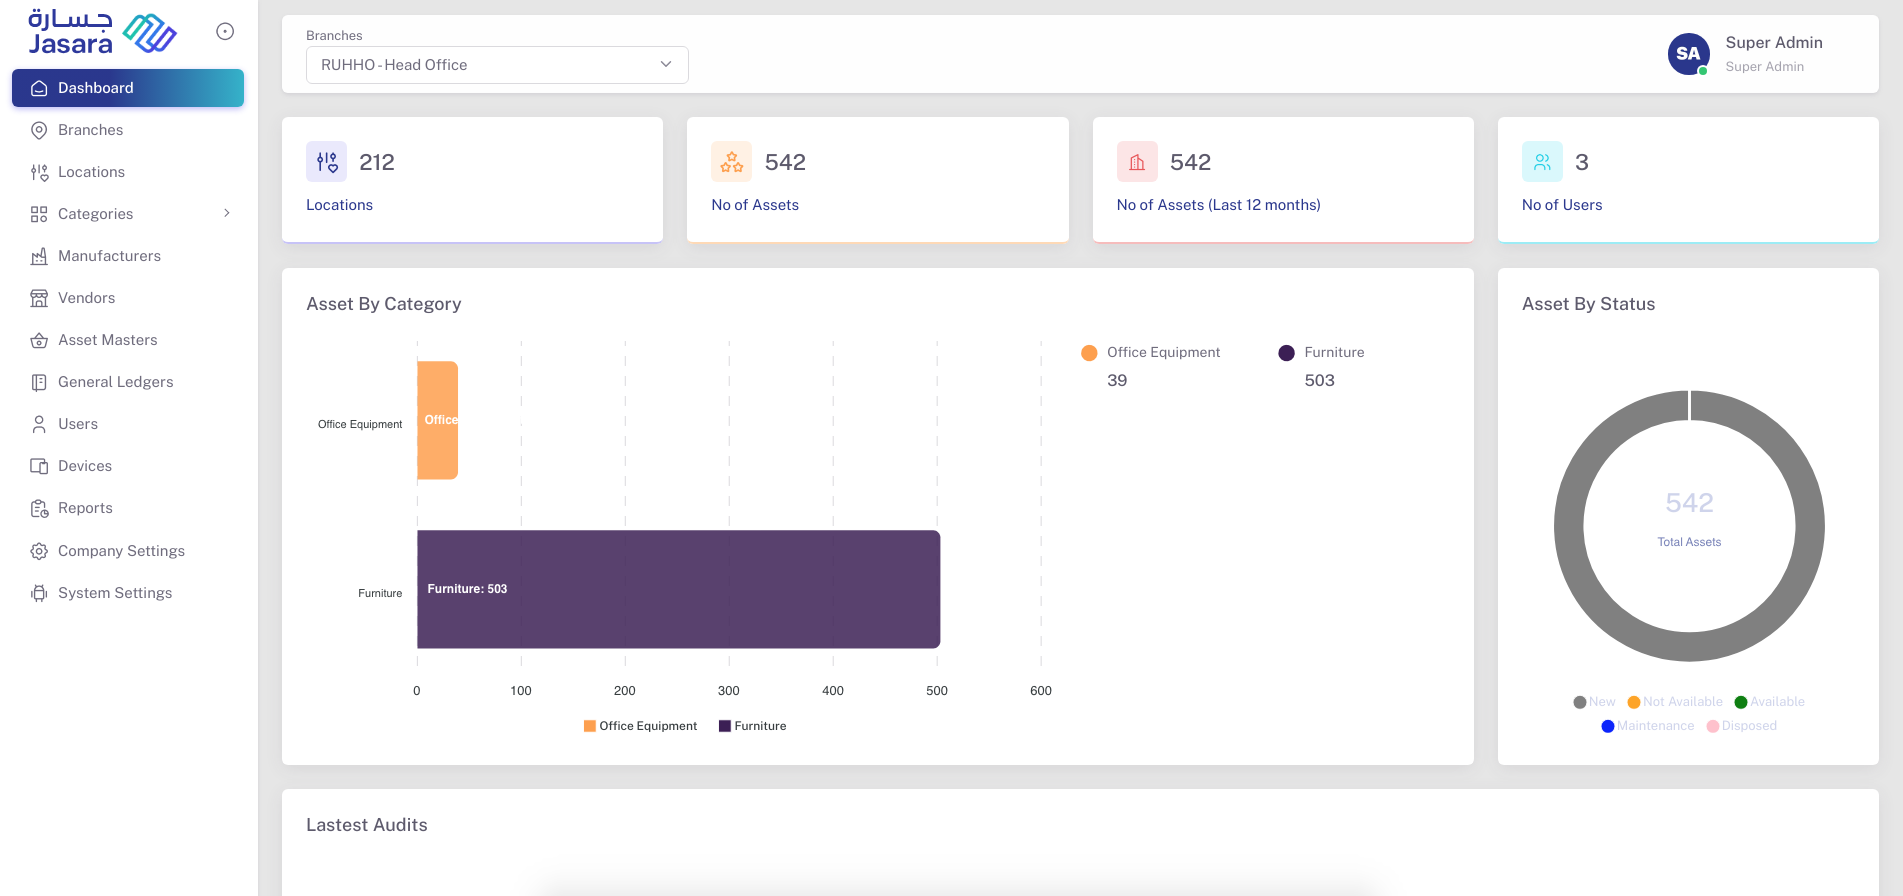 جسارة
Jasara
Dashboard
Branches
Locations
Categories
Manufacturers
Vendors
Asset Masters
General Ledgers
Users
Devices
Reports
Company Settings
System Settings
Branches
RUHHO - Head Office
SA
Super Admin
Super Admin
212
Locations
542
No of Assets
542
No of Assets (Last 12 months)
3
No of Users
Asset By Category
Office Equipment
Office
Furniture
Furniture: 503
0 100 200 300 400 500 600
Office Equipment Furniture
Office Equipment
39
Furniture
503
Asset By Status
542
Total Assets
New Not Available Available
Maintenance Disposed
Lastest Audits